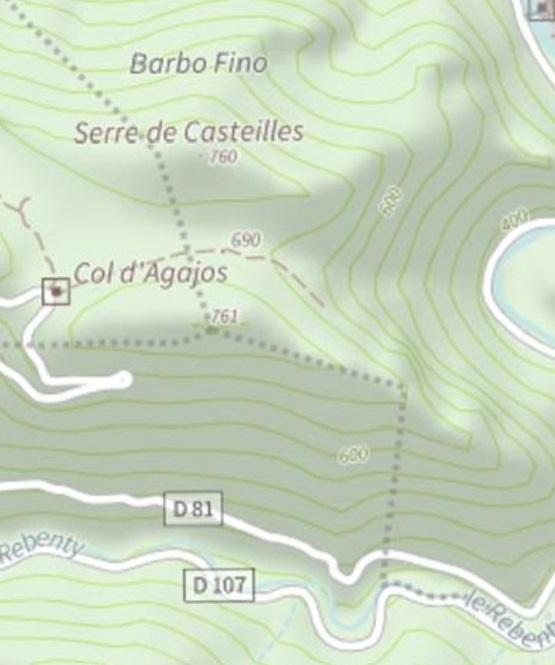 Barbo Fino
Serre de Casteilles
760
600
400
690
Col d'Agajos
761
600
D 81
Rebenty
D 107
le Rebenty